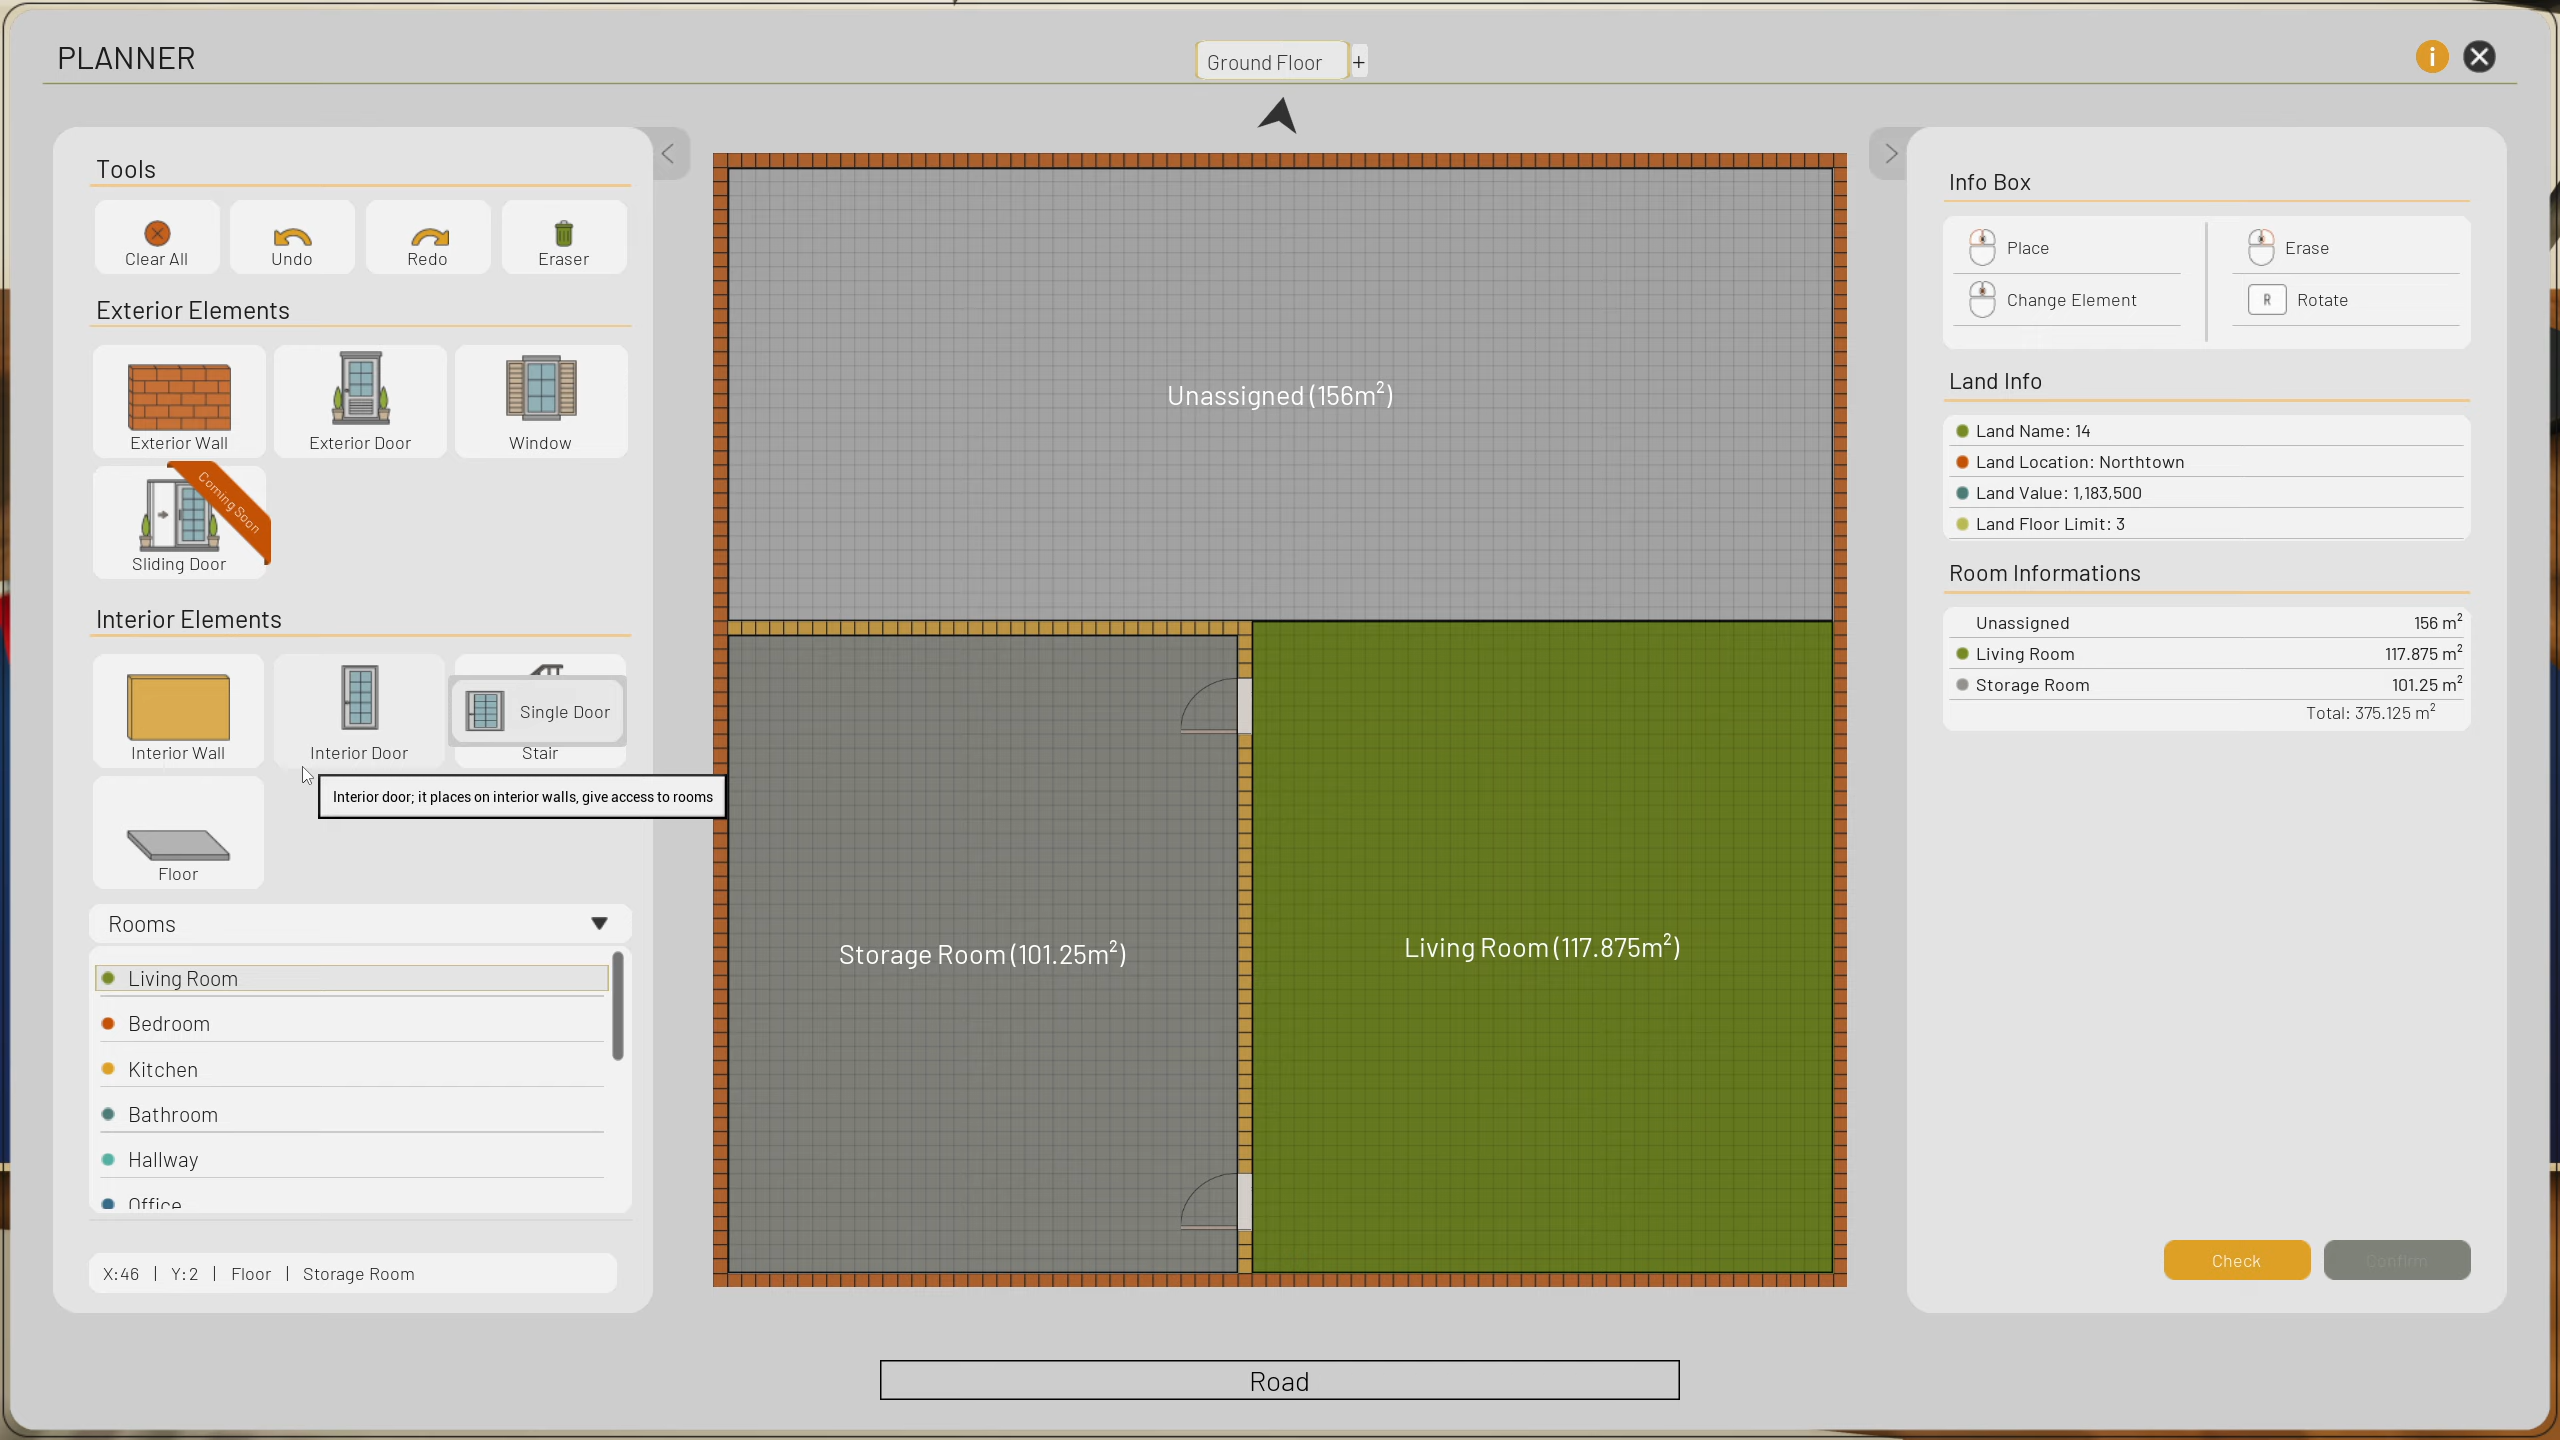 PLANNER
Ground Floor +
i
Tools
Clear All
Undo
Redo
Eraser
Exterior Elements
Exterior Wall
Exterior Door
Window
Coming Soon
Sliding Door
Interior Elements
Interior Wall
Interior Door
Single Door
Stair
Interior door; it places on interior walls, give access to rooms
Floor
Rooms
Living Room
Bedroom
Kitchen
Bathroom
Hallway
Office
X:46 | Y:2 | Floor | Storage Room
Unassigned (156m²)
Storage Room (101.25m²)
Living Room (117.875m²)
Road
Info Box
Place
Erase
Change Element
R Rotate
Land Info
Land Name: 14
Land Location: Northtown
Land Value: 1,183,500
Land Floor Limit: 3
Room Informations
Unassigned 156 m²
Living Room 117.875 m²
Storage Room 101.25 m²
Total: 375.125 m²
Check
Confirm